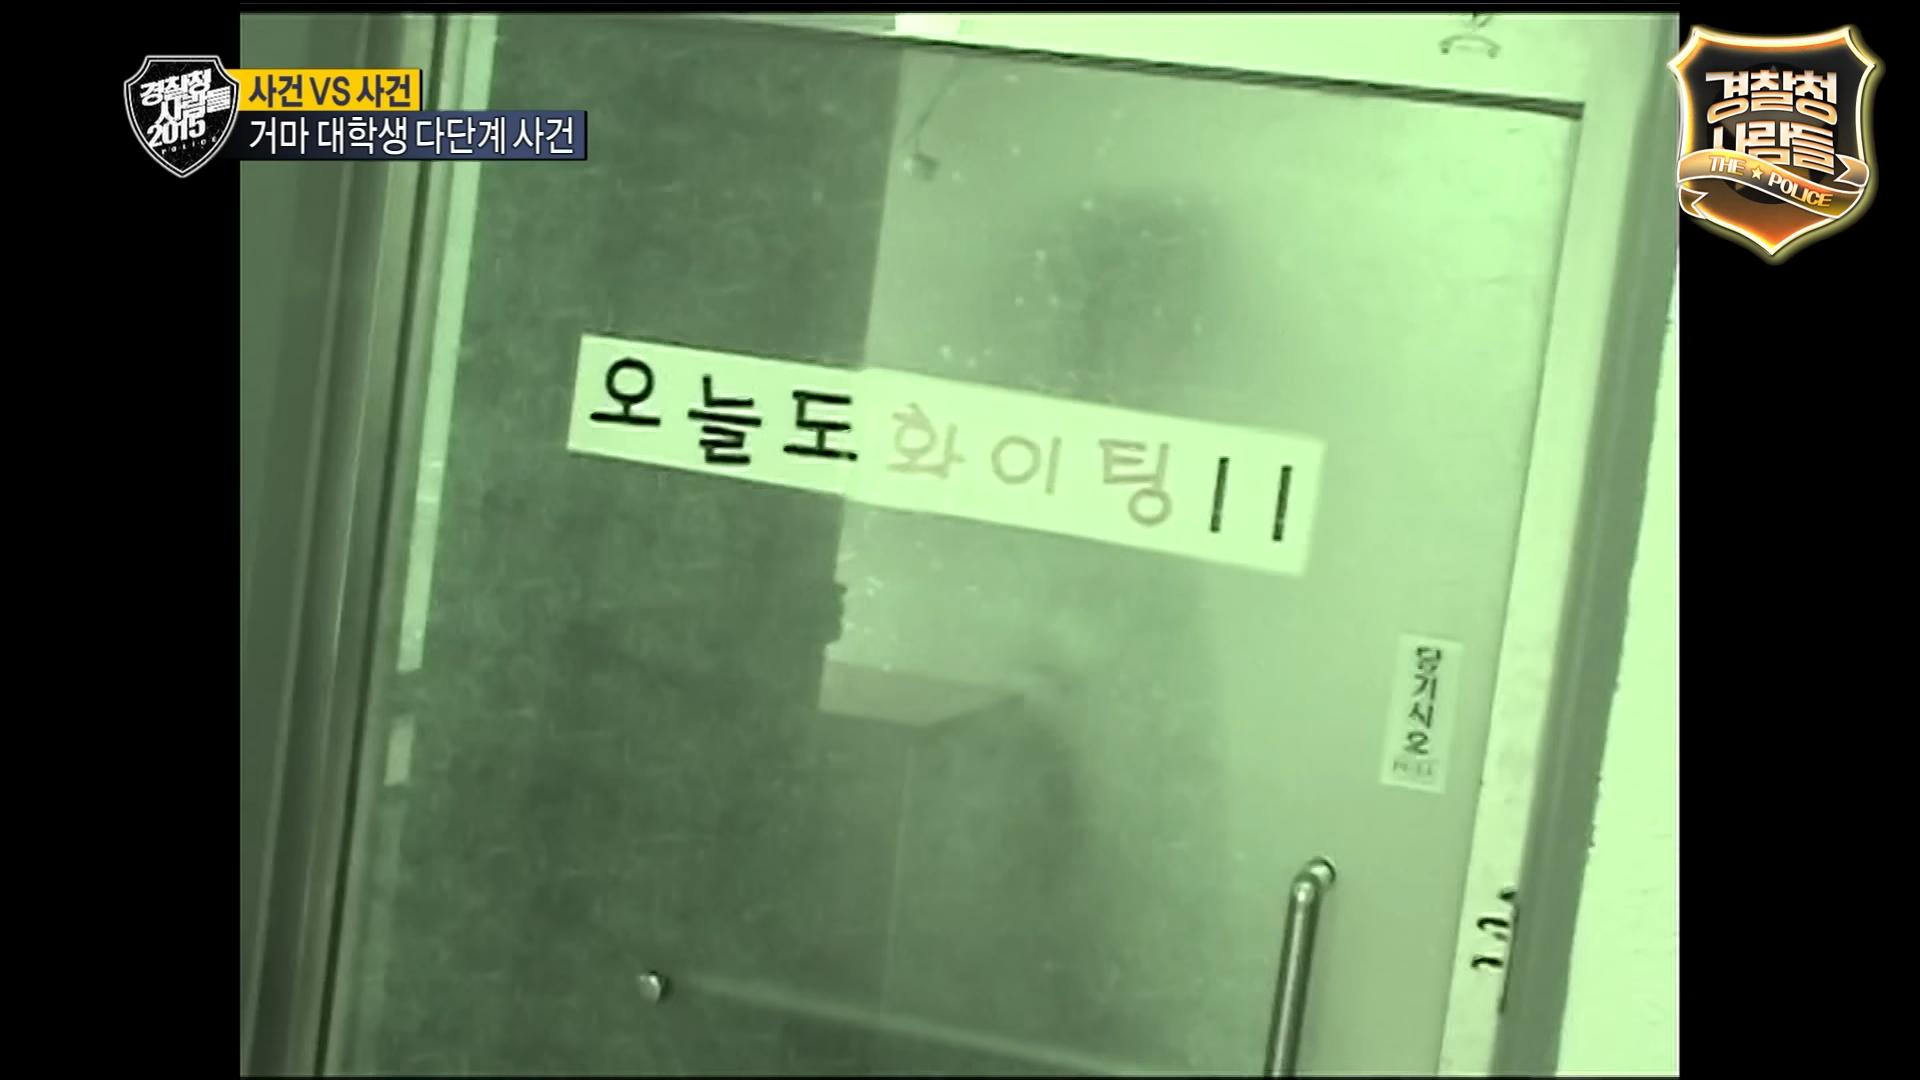 경찰청
사람들
2015
POLICE
사건 VS 사건
거마 대학생 다단계 사건
경찰청
사람들
THE ★ POLICE
오늘도 화이팅!!
당기시오